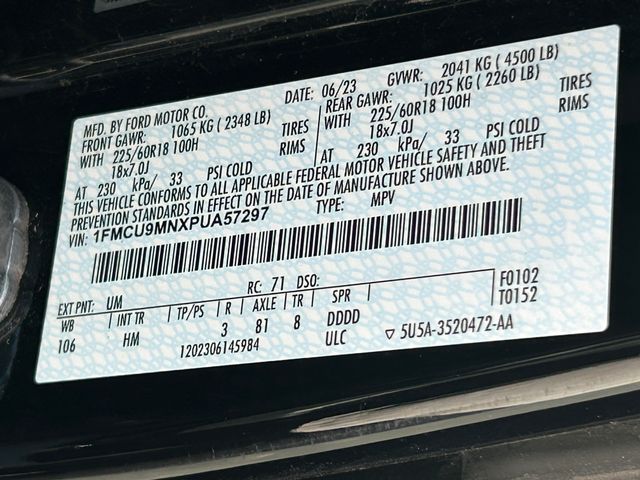 MFD. BY FORD MOTOR CO. DATE: 06/23 GVWR: 2041 KG ( 4500 LB)
FRONT GAWR: 1065 KG ( 2348 LB) REAR GAWR: 1025 KG ( 2260 LB)
WITH 225/60R18 100H TIRES WITH 225/60R18 100H TIRES
18x7.0J RIMS 18x7.0J RIMS
AT 230 kPa/ 33 PSI COLD AT 230 kPa/ 33 PSI COLD
THIS VEHICLE CONFORMS TO ALL APPLICABLE FEDERAL MOTOR VEHICLE SAFETY AND THEFT
PREVENTION STANDARDS IN EFFECT ON THE DATE OF MANUFACTURE SHOWN ABOVE.
VIN: 1FMCU9MNXPUA57297 TYPE: MPV
EXT PNT: UM RC: 71 DSO: F0102
WB INT TR TP/PS R AXLE TR SPR T0152
106 HM 3 81 8 DDDD
1202306145984 ULC ▽ 5U5A-3520472-AA